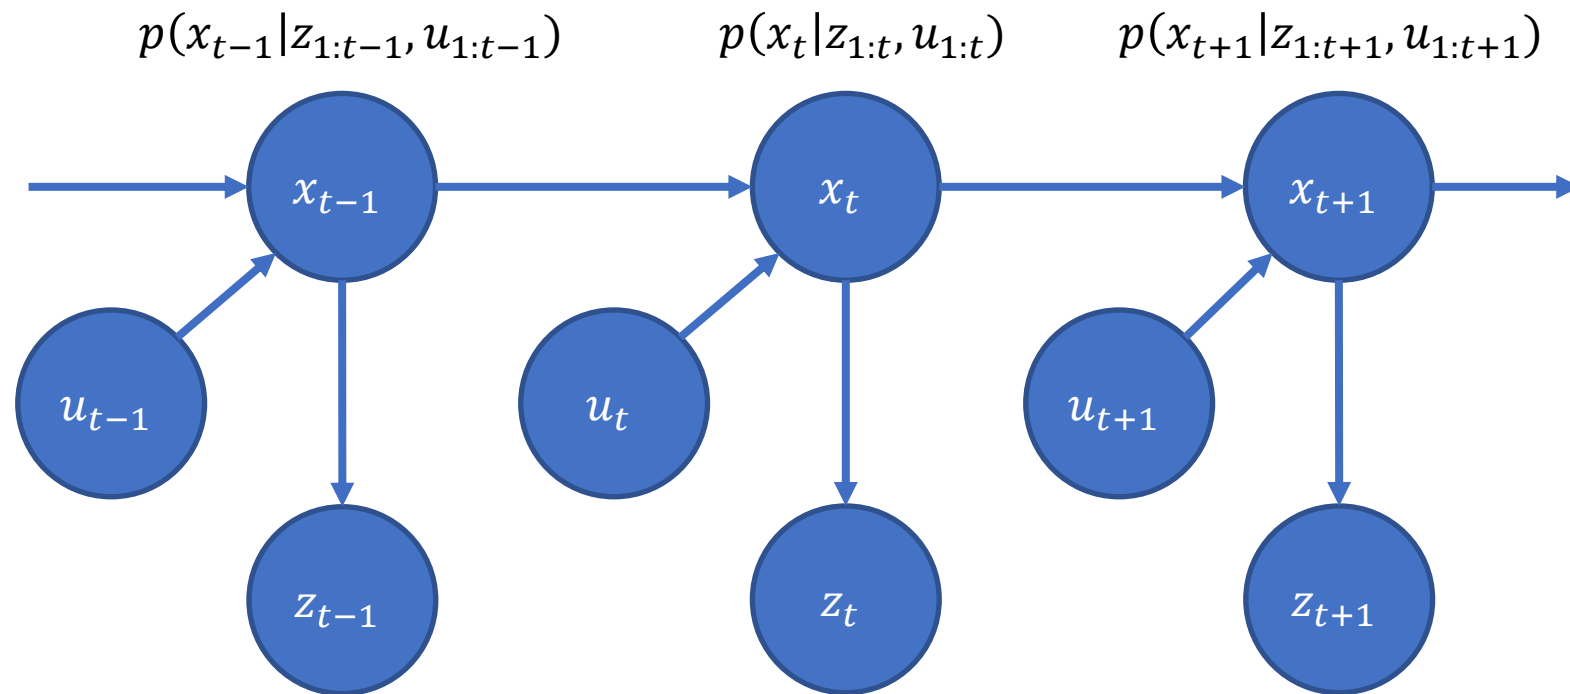 p(x_{t−1}|z_{1:t−1}, u_{1:t−1}) p(x_t|z_{1:t}, u_{1:t}) p(x_{t+1}|z_{1:t+1}, u_{1:t+1})
x_{t−1} x_t x_{t+1}
u_{t−1} u_t u_{t+1}
z_{t−1} z_t z_{t+1}